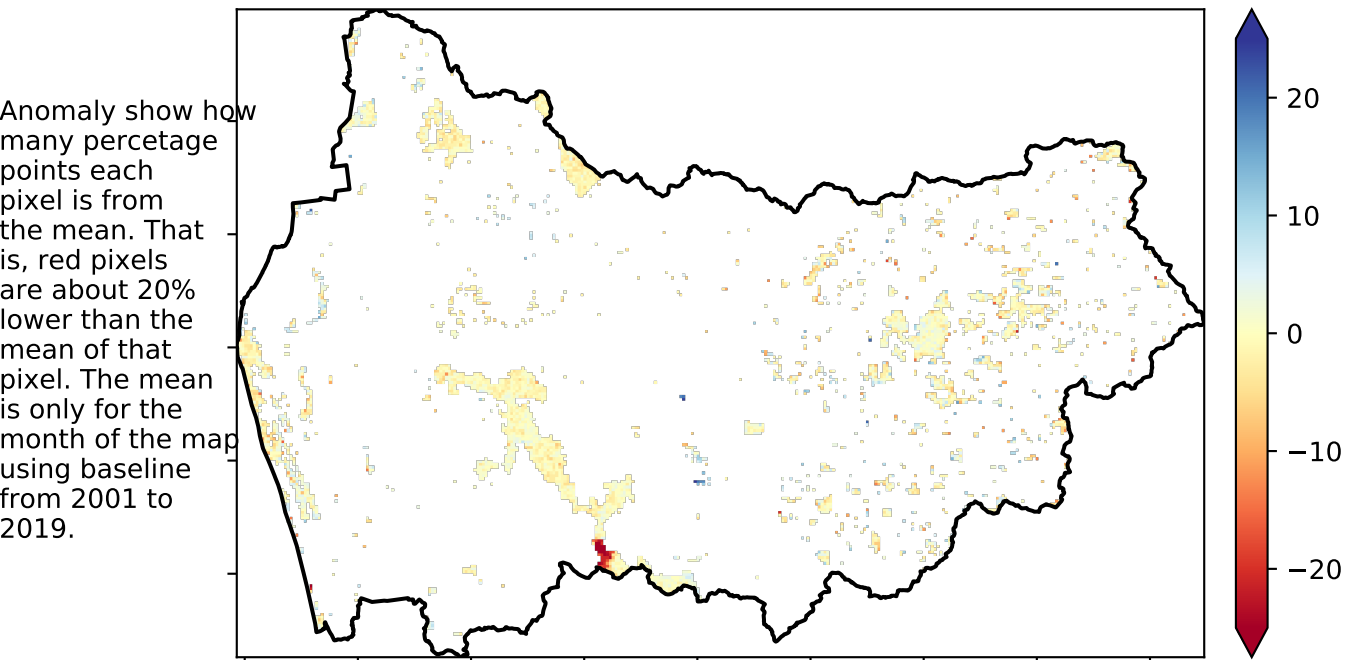 Anomaly show how
many percetage
points each
pixel is from
the mean. That
is, red pixels
are about 20%
lower than the
mean of that
pixel. The mean
is only for the
month of the map
using baseline
from 2001 to
2019.
20
10
0
−10
−20